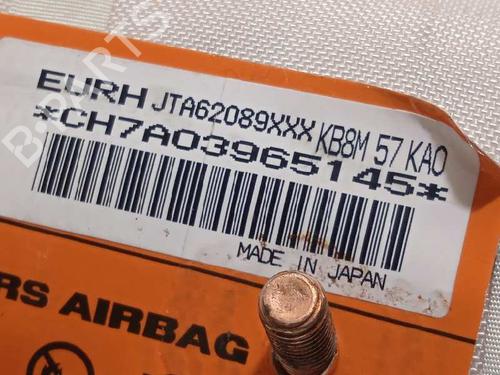 EURH JTA62089XXX KB8M 57 KA0
*CH7A03965145*
MADE IN JAPAN
RS AIRBAG